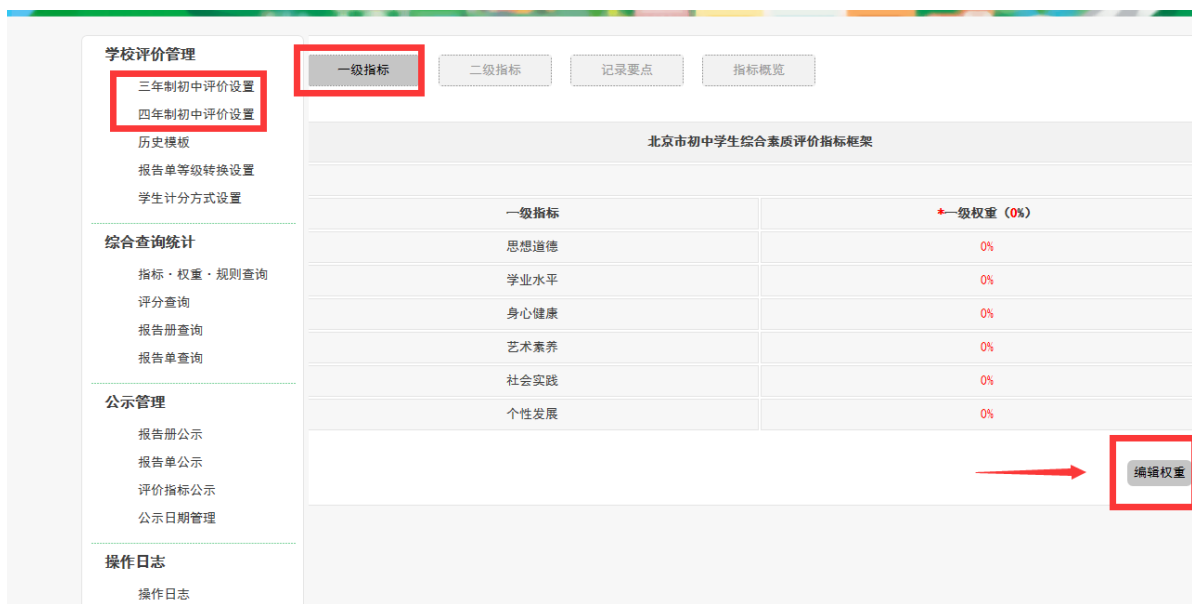 学校评价管理
三年制初中评价设置
四年制初中评价设置
历史模板
报告单等级转换设置
学生计分方式设置
综合查询统计
指标·权重·规则查询
评分查询
报告册查询
报告单查询
公示管理
报告册公示
报告单公示
评价指标公示
公示日期管理
操作日志
操作日志
一级指标 二级指标 记录要点 指标概览
北京市初中学生综合素质评价指标框架
一级指标 *一级权重（0%）
思想道德 0%
学业水平 0%
身心健康 0%
艺术素养 0%
社会实践 0%
个性发展 0%
编辑权重